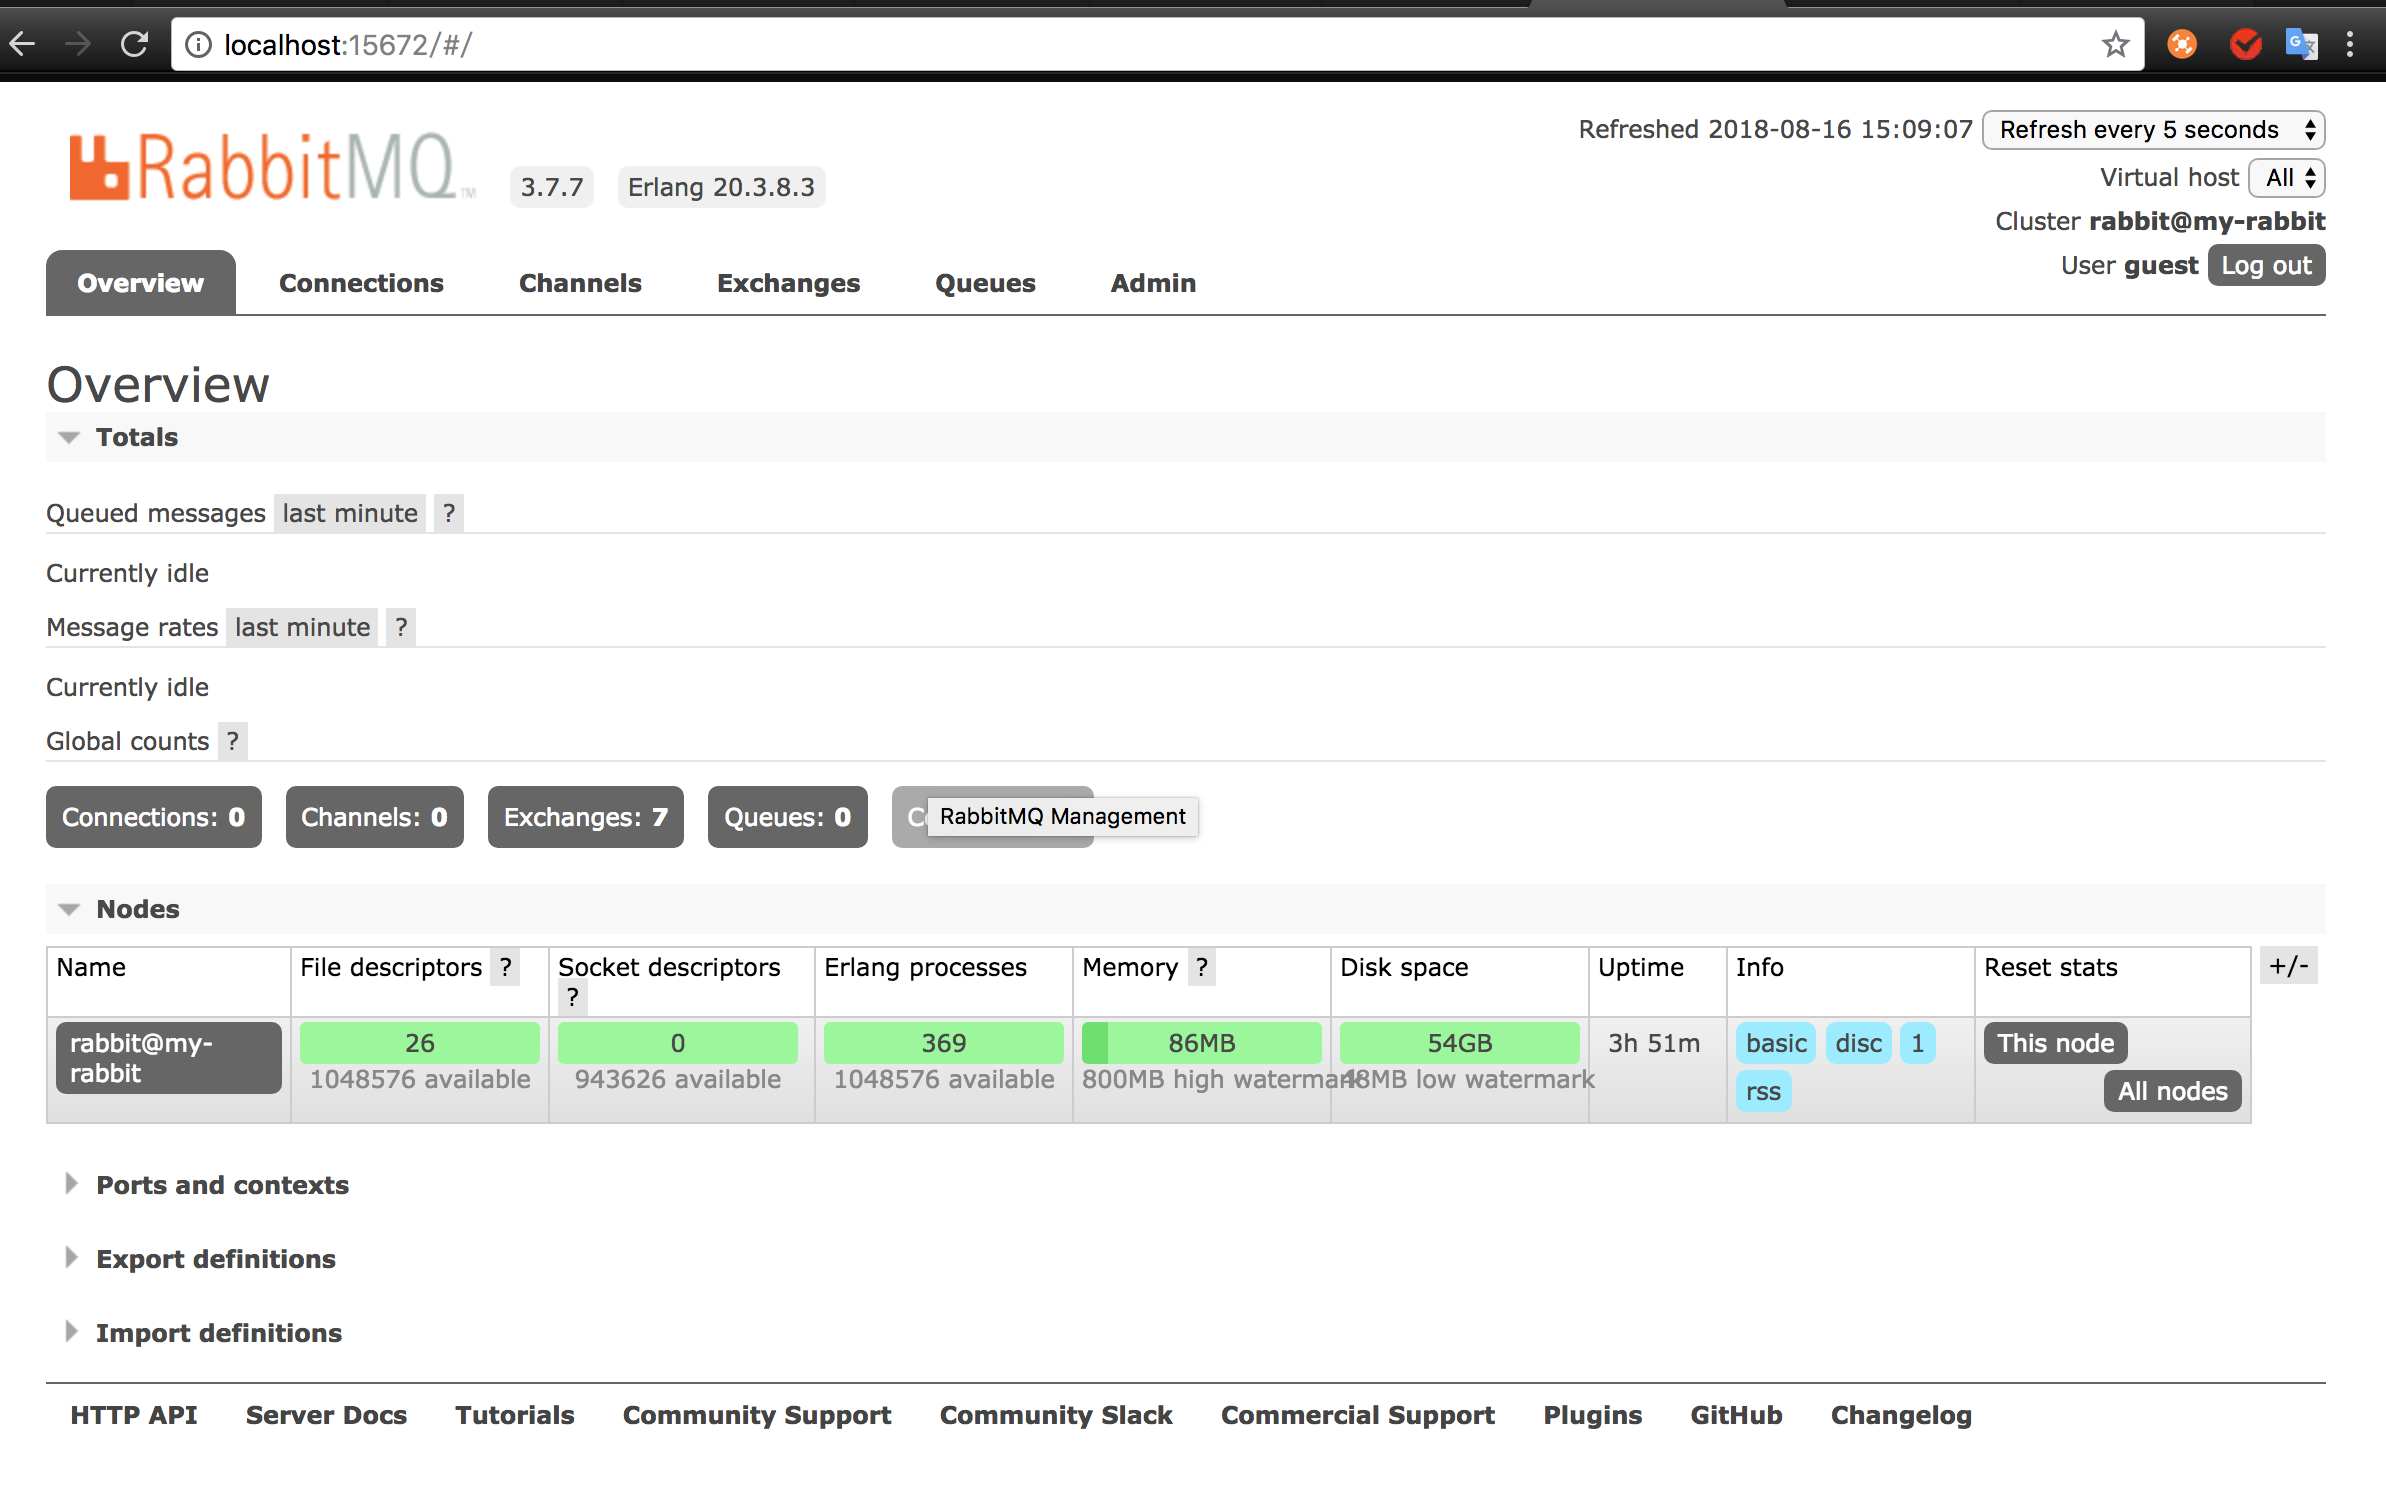 localhost:15672/#/
RabbitMQ TM 3.7.7 Erlang 20.3.8.3
Refreshed 2018-08-16 15:09:07 Refresh every 5 seconds
Virtual host All
Cluster rabbit@my-rabbit
User guest Log out
Overview Connections Channels Exchanges Queues Admin
Overview
Totals
Queued messages last minute ?
Currently idle
Message rates last minute ?
Currently idle
Global counts ?
Connections: 0 Channels: 0 Exchanges: 7 Queues: 0 RabbitMQ Management
Nodes
Name File descriptors ? Socket descriptors ? Erlang processes Memory ? Disk space Uptime Info Reset stats +/-
rabbit@my-rabbit 26 0 369 86MB 54GB 3h 51m basic disc 1 This node
1048576 available 943626 available 1048576 available 800MB high watermark 48MB low watermark rss All nodes
Ports and contexts
Export definitions
Import definitions
HTTP API Server Docs Tutorials Community Support Community Slack Commercial Support Plugins GitHub Changelog